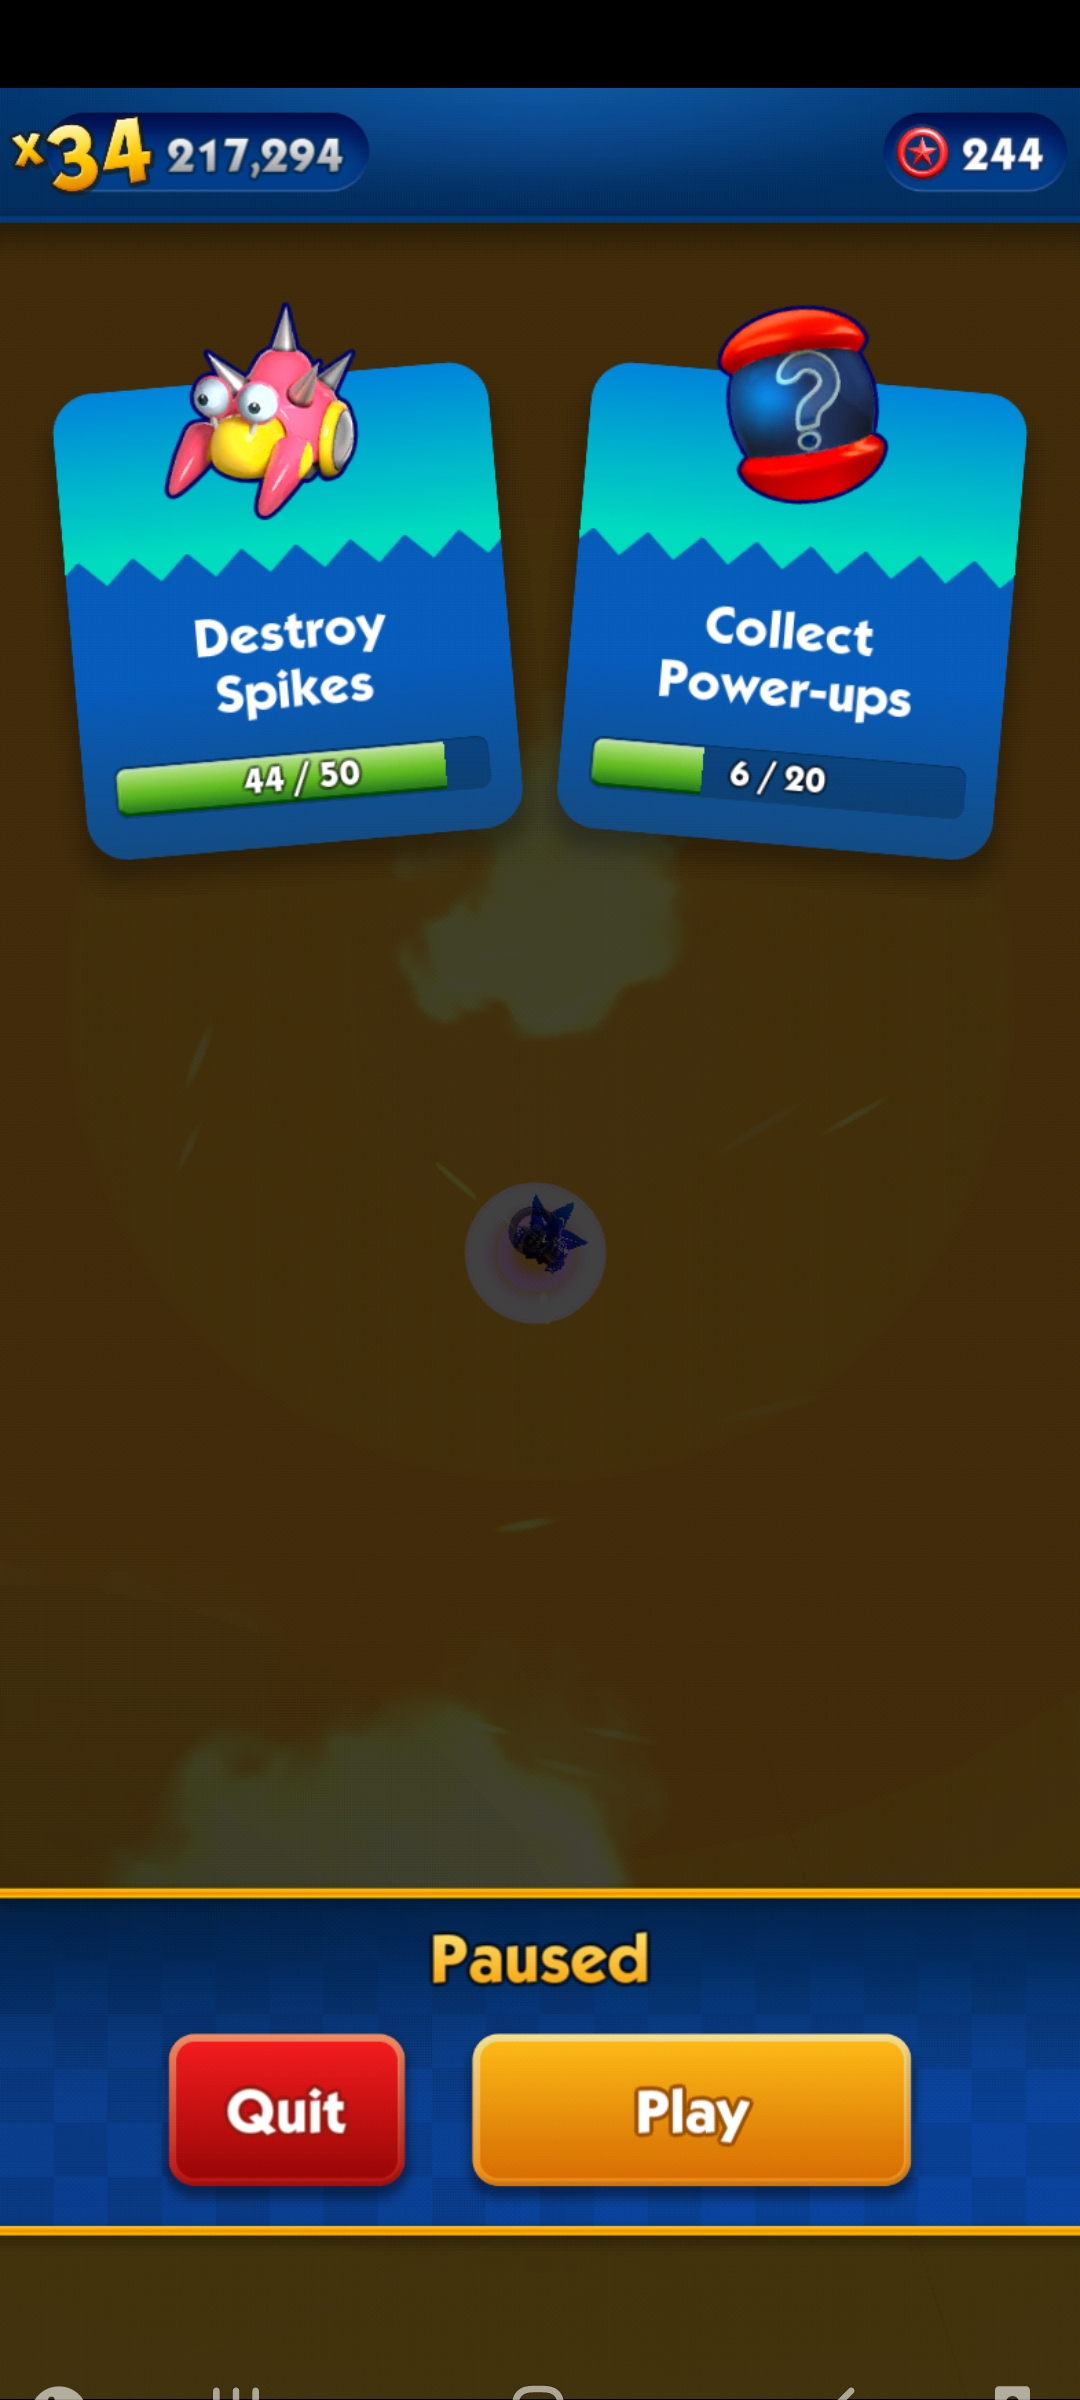 x34 217,294
244
?
Destroy
Spikes
44 / 50
Collect
Power-ups
6 / 20
Paused
Quit
Play